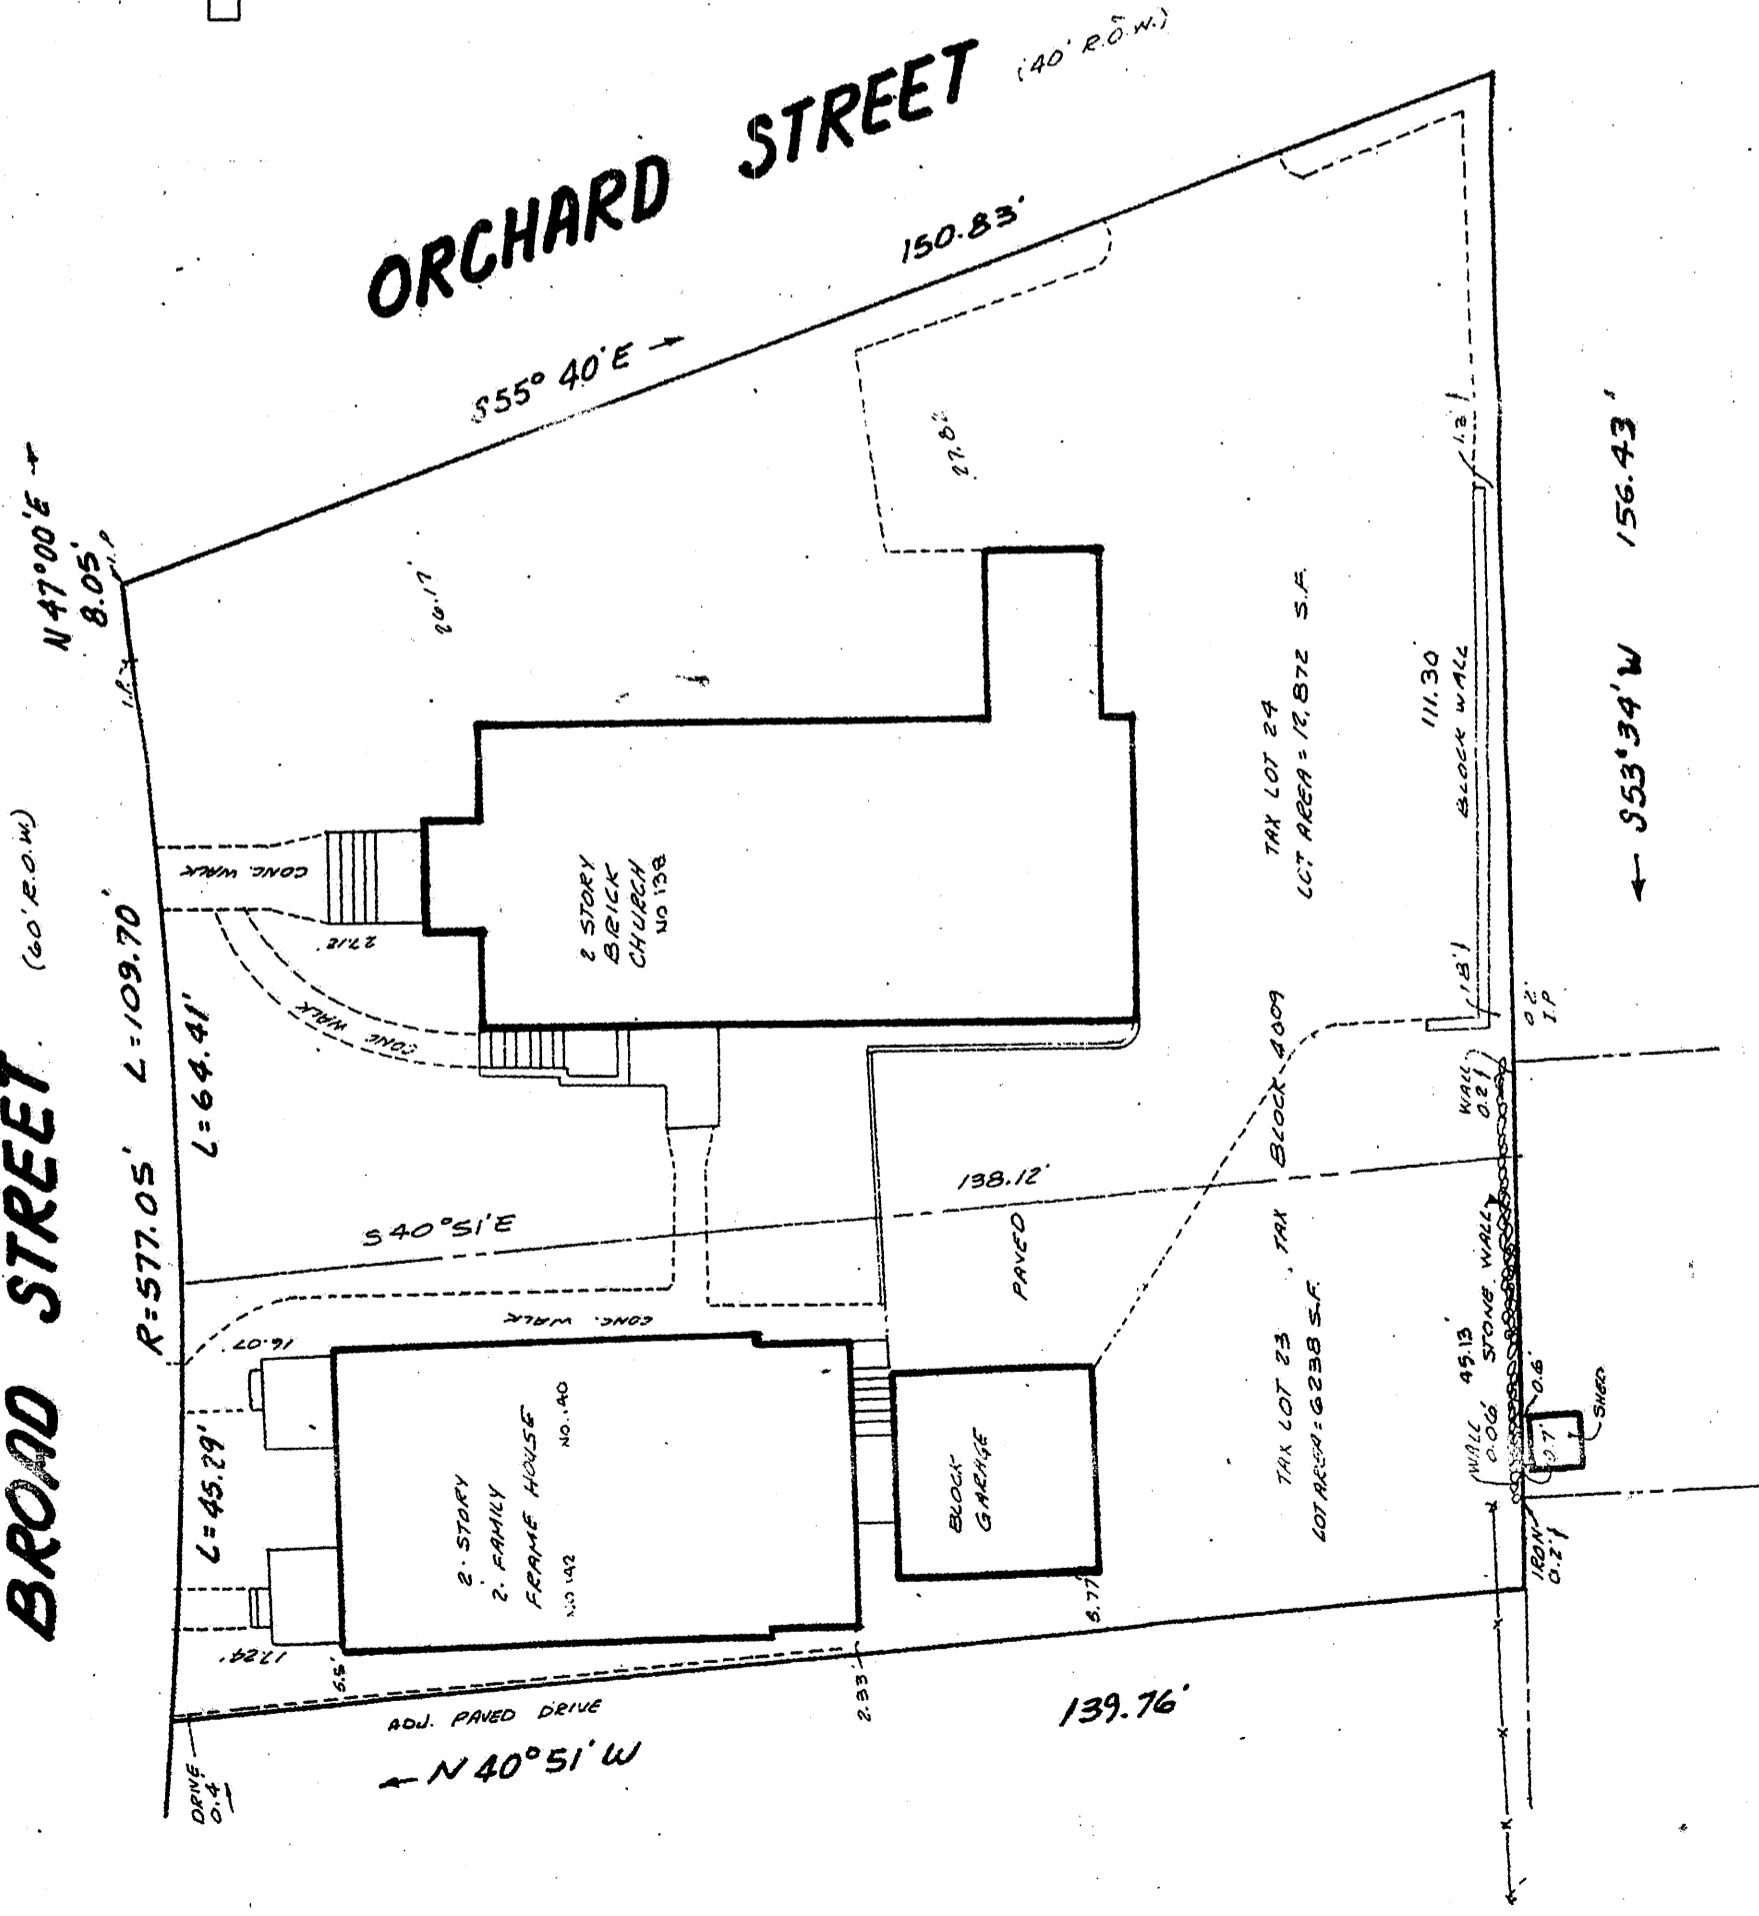 BROAD STREET (60' R.O.W.)
ORCHARD STREET (40' R.O.W.)
N47°00'E
8.05'
I.P.
I.P.
R=577.05' L=109.70'
L=64.41'
L=45.29'
S55° 40'E
150.83'
26.17'
27.8'
CONC. WALK
27.12'
CONC
WALK
2 STORY
BRICK
CHURCH
NO 138
TAX LOT 24
LOT AREA = 12,872 S.F.
111.30'
BLOCK WALL
1.3'
1.8'
S53°34'W 156.43'
0.2'
I.P.
WALL
0.2'
S40°51'E
138.12'
PAVED
TAX BLOCK 4009
TAX LOT 23
LOT AREA = 6238 S.F.
CONC. WALK
16.07'
17.24'
2 - STORY
2 - FAMILY
FRAME HOUSE
NO. 140
NO 142
BLOCK
GARAGE
5.5'
2.33'
5.77'
45.13'
STONE WALL
WALL
0.06'
0.6'
0.7'
SHED
IRON
0.2'
ADJ. PAVED DRIVE
DRIVE
0.4'
N40°51'W
139.76'